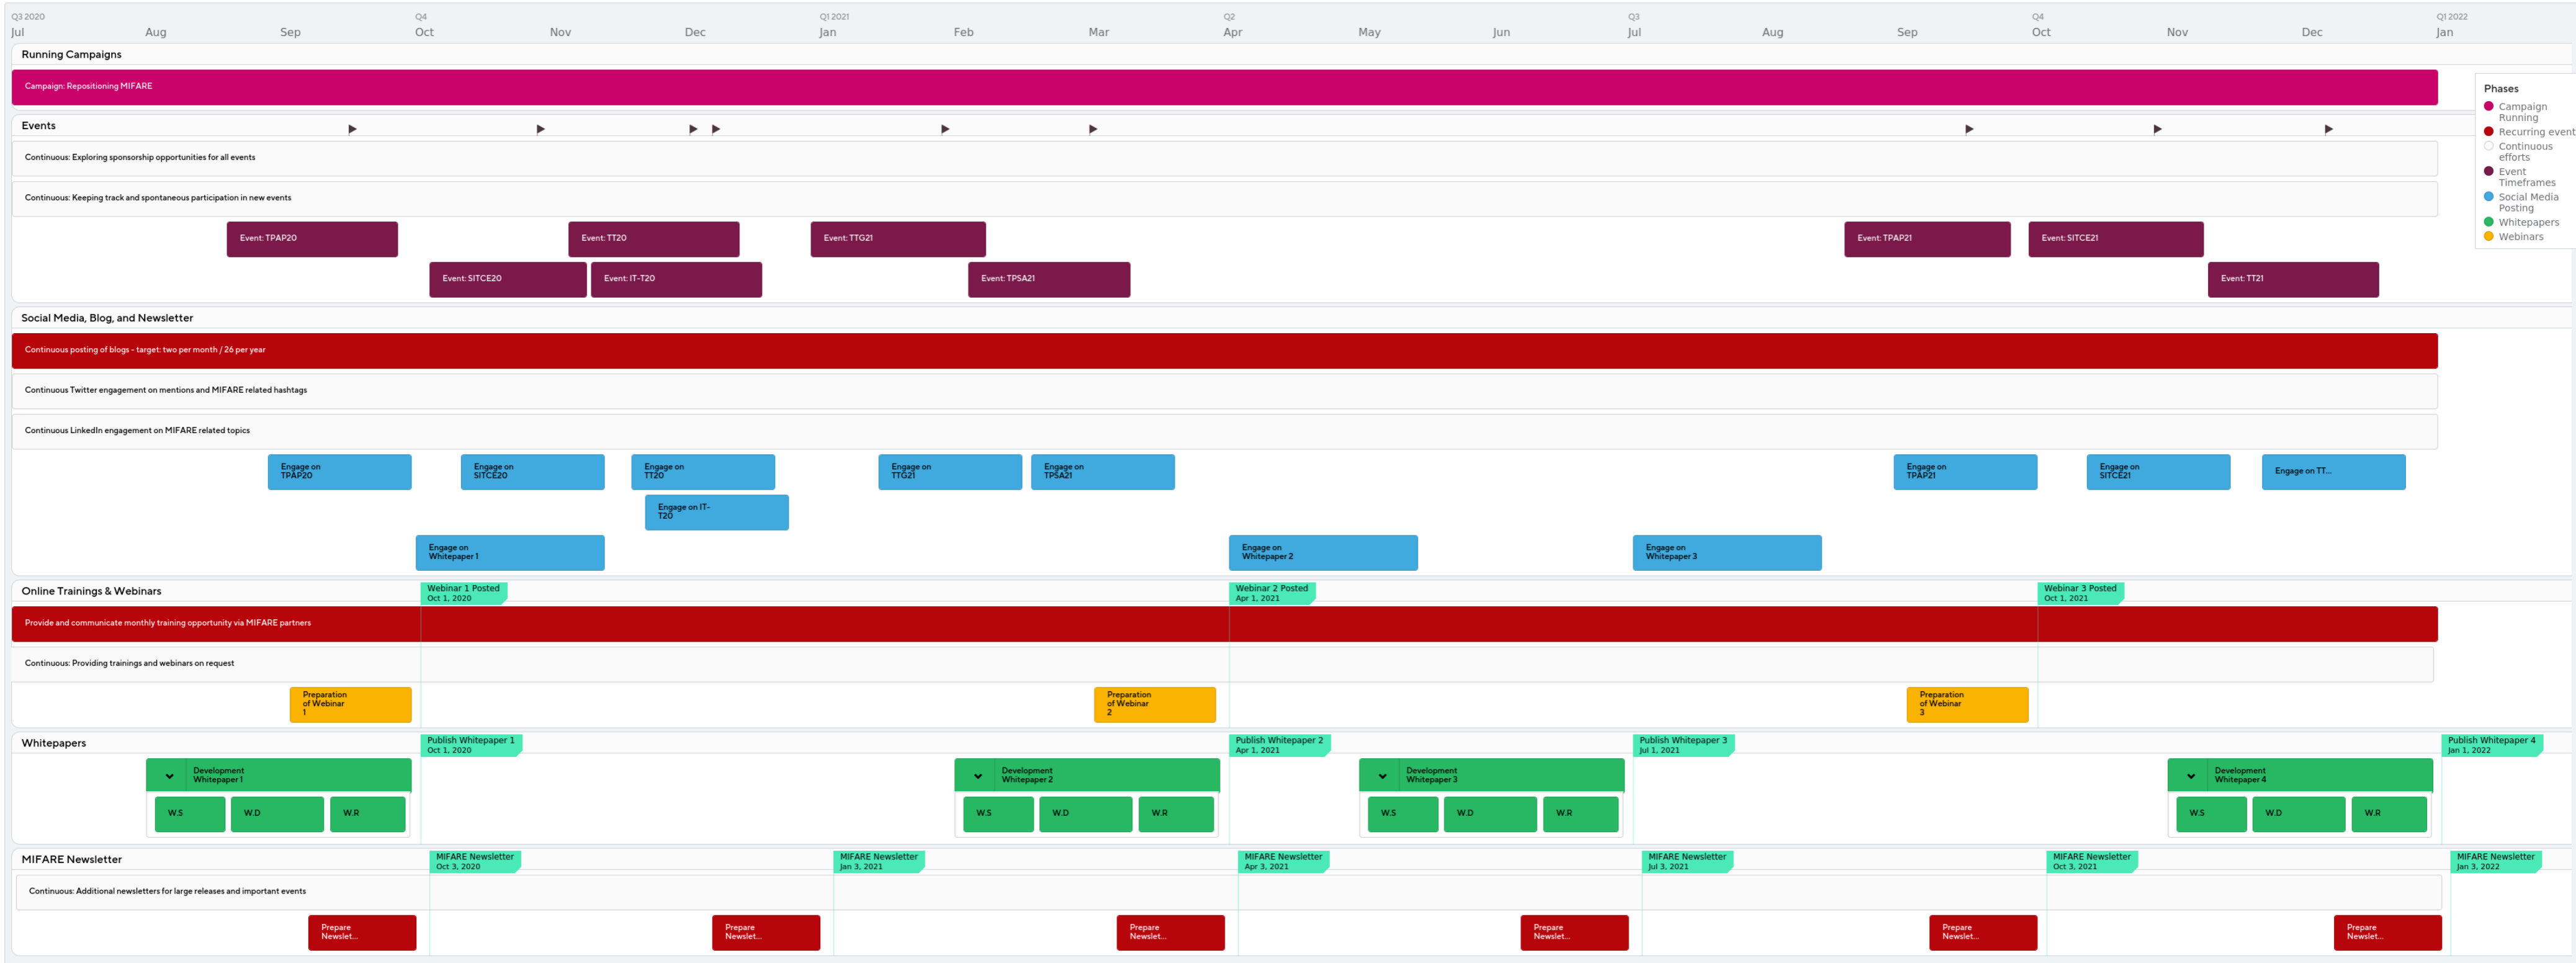 Q3 2020 Q4 Q1 2021 Q2 Q3 Q4 Q1 2022
Jul Aug Sep Oct Nov Dec Jan Feb Mar Apr May Jun Jul Aug Sep Oct Nov Dec Jan
Running Campaigns
Campaign: Repositioning MIFARE
Phases
Campaign
Running
Recurring event
Continuous
efforts
Event
Timeframes
Social Media
Posting
Whitepapers
Webinars
Events
Continuous: Exploring sponsorship opportunities for all events
Continuous: Keeping track and spontaneous participation in new events
Event: TPAP20
Event: TT20
Event: TTG21
Event: TPAP21
Event: SITCE21
Event: SITCE20
Event: IT-T20
Event: TPSA21
Event: TT21
Social Media, Blog, and Newsletter
Continuous posting of blogs - target: two per month / 26 per year
Continuous Twitter engagement on mentions and MIFARE related hashtags
Continuous LinkedIn engagement on MIFARE related topics
Engage on
TPAP20
Engage on
SITCE20
Engage on
TT20
Engage on
TTG21
Engage on
TPSA21
Engage on
TPAP21
Engage on
SITCE21
Engage on TT...
Engage on IT-
T20
Engage on
Whitepaper 1
Engage on
Whitepaper 2
Engage on
Whitepaper 3
Online Trainings & Webinars
Webinar 1 Posted
Oct 1, 2020
Webinar 2 Posted
Apr 1, 2021
Webinar 3 Posted
Oct 1, 2021
Provide and communicate monthly training opportunity via MIFARE partners
Continuous: Providing trainings and webinars on request
Preparation
of Webinar
1
Preparation
of Webinar
2
Preparation
of Webinar
3
Whitepapers
Publish Whitepaper 1
Oct 1, 2020
Publish Whitepaper 2
Apr 1, 2021
Publish Whitepaper 3
Jul 1, 2021
Publish Whitepaper 4
Jan 1, 2022
Development
Whitepaper 1
Development
Whitepaper 2
Development
Whitepaper 3
Development
Whitepaper 4
W.S W.D W.R W.S W.D W.R W.S W.D W.R W.S W.D W.R
MIFARE Newsletter
MIFARE Newsletter
Oct 3, 2020
MIFARE Newsletter
Jan 3, 2021
MIFARE Newsletter
Apr 3, 2021
MIFARE Newsletter
Jul 3, 2021
MIFARE Newsletter
Oct 3, 2021
MIFARE Newsletter
Jan 3, 2022
Continuous: Additional newsletters for large releases and important events
Prepare
Newslet...
Prepare
Newslet...
Prepare
Newslet...
Prepare
Newslet...
Prepare
Newslet...
Prepare
Newslet...